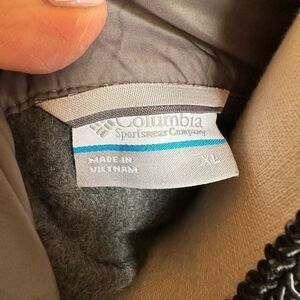 Columbia
Sportswear Company
MADE IN
VIETNAM
XL